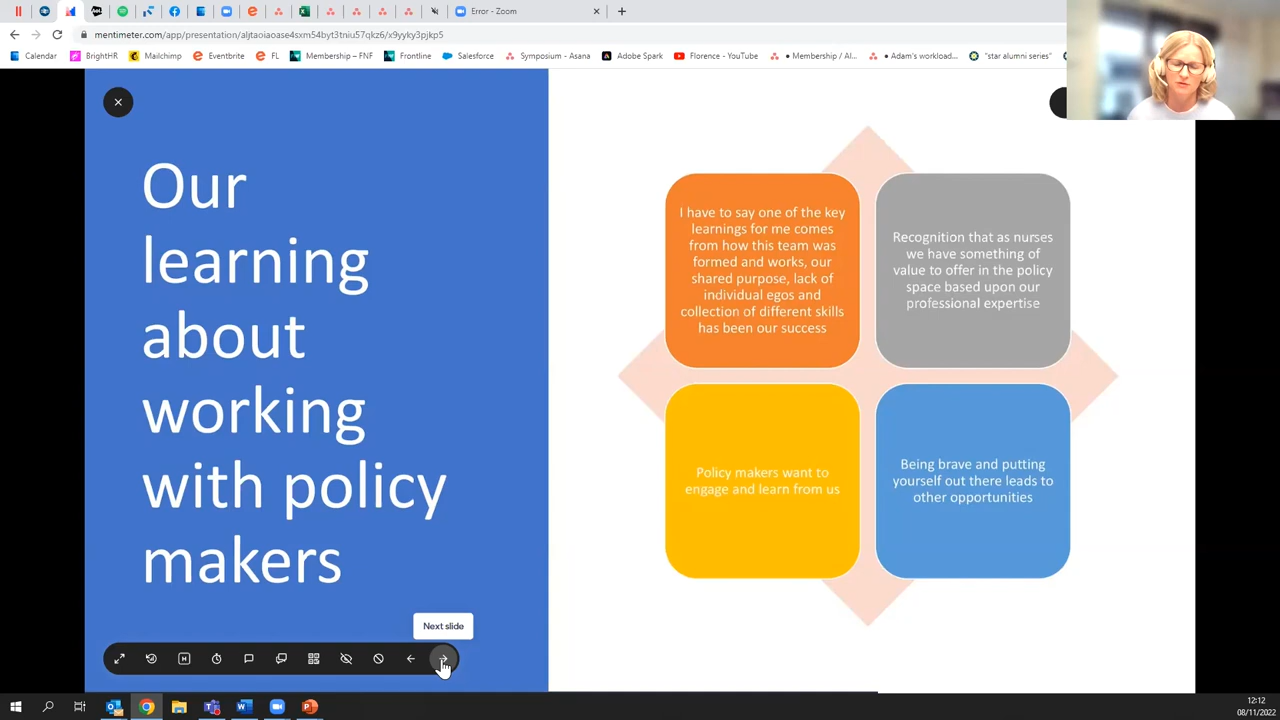 Error - Zoom
mentimeter.com/app/presentation/aljtaoiaoase4sxm54byt3tniu57qkz6/x9yyky3pjkp5
Calendar BrightHR Mailchimp Eventbrite FL Membership – FNF Frontline Salesforce Symposium - Asana Adobe Spark Florence - YouTube • Membership / Al... • Adam's workload... "star alumni series"
Our
learning
about
working
with policy
makers
I have to say one of the key
learnings for me comes
from how this team was
formed and works, our
shared purpose, lack of
individual egos and
collection of different skills
has been our success
Recognition that as nurses
we have something of
value to offer in the policy
space based upon our
professional expertise
Policy makers want to
engage and learn from us
Being brave and putting
yourself out there leads to
other opportunities
Next slide
12:12
08/11/2022